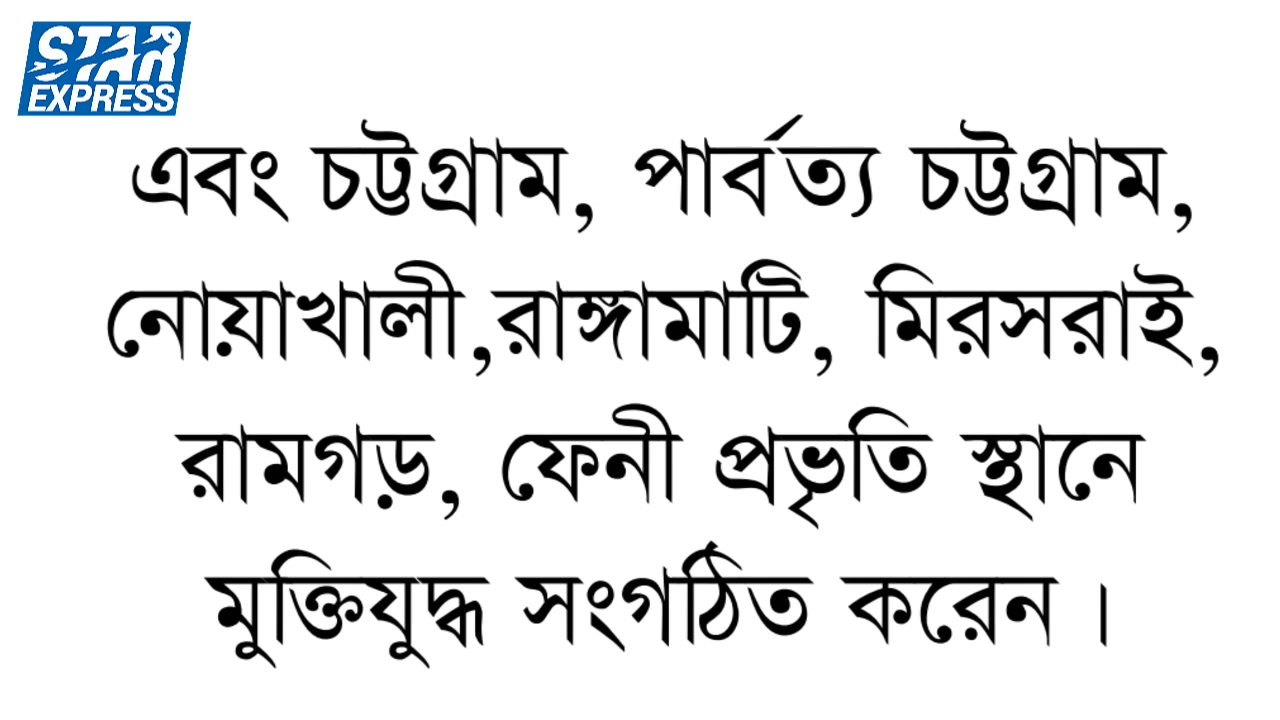 STAR
EXPRESS
এবং চট্টগ্রাম, পার্বত্য চট্টগ্রাম,
নোয়াখালী,রাঙ্গামাটি, মিরসরাই,
রামগড়, ফেনী প্রভৃতি স্থানে
মুক্তিযুদ্ধ সংগঠিত করেন।